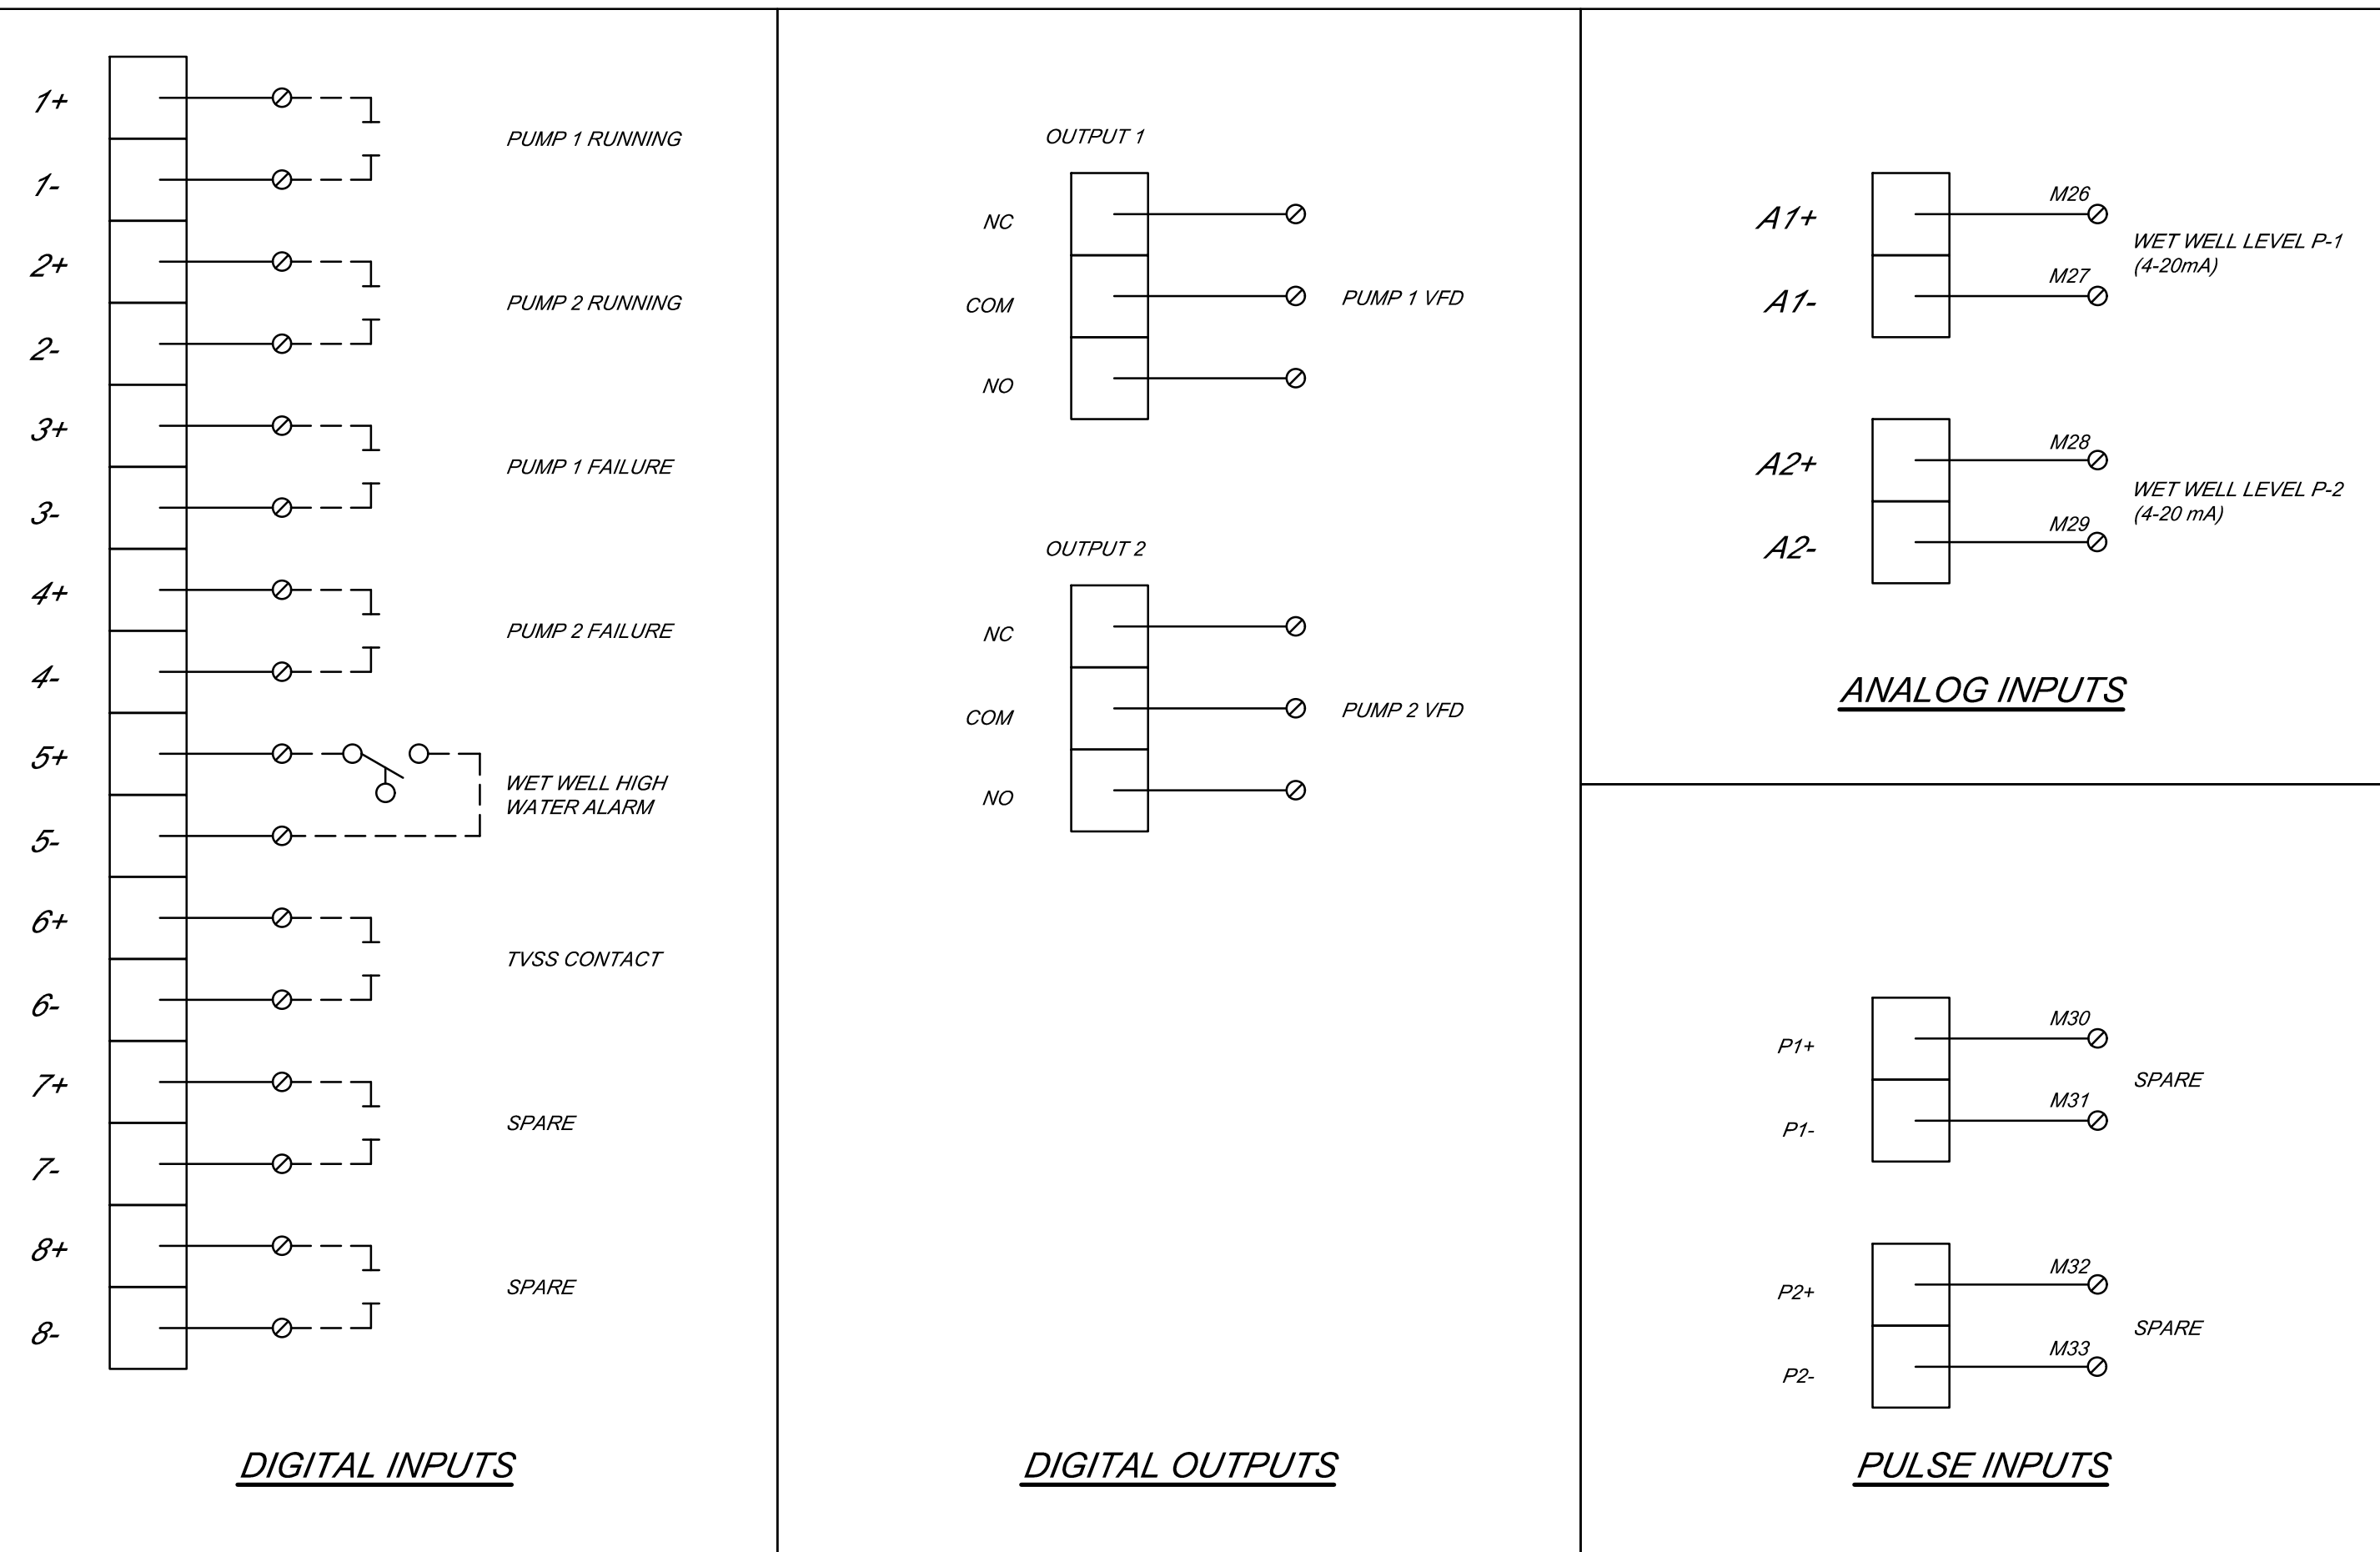 1+
PUMP 1 RUNNING
1-
2+
PUMP 2 RUNNING
2-
3+
PUMP 1 FAILURE
3-
4+
PUMP 2 FAILURE
4-
5+
WET WELL HIGH
WATER ALARM
5-
6+
TVSS CONTACT
6-
7+
SPARE
7-
8+
SPARE
8-
DIGITAL INPUTS
OUTPUT 1
NC
COM
PUMP 1 VFD
NO
OUTPUT 2
NC
COM
PUMP 2 VFD
NO
DIGITAL OUTPUTS
M26
A1+
WET WELL LEVEL P-1
(4-20mA)
M27
A1-
M28
A2+
WET WELL LEVEL P-2
(4-20 mA)
M29
A2-
ANALOG INPUTS
M30
P1+
SPARE
M31
P1-
M32
P2+
SPARE
M33
P2-
PULSE INPUTS